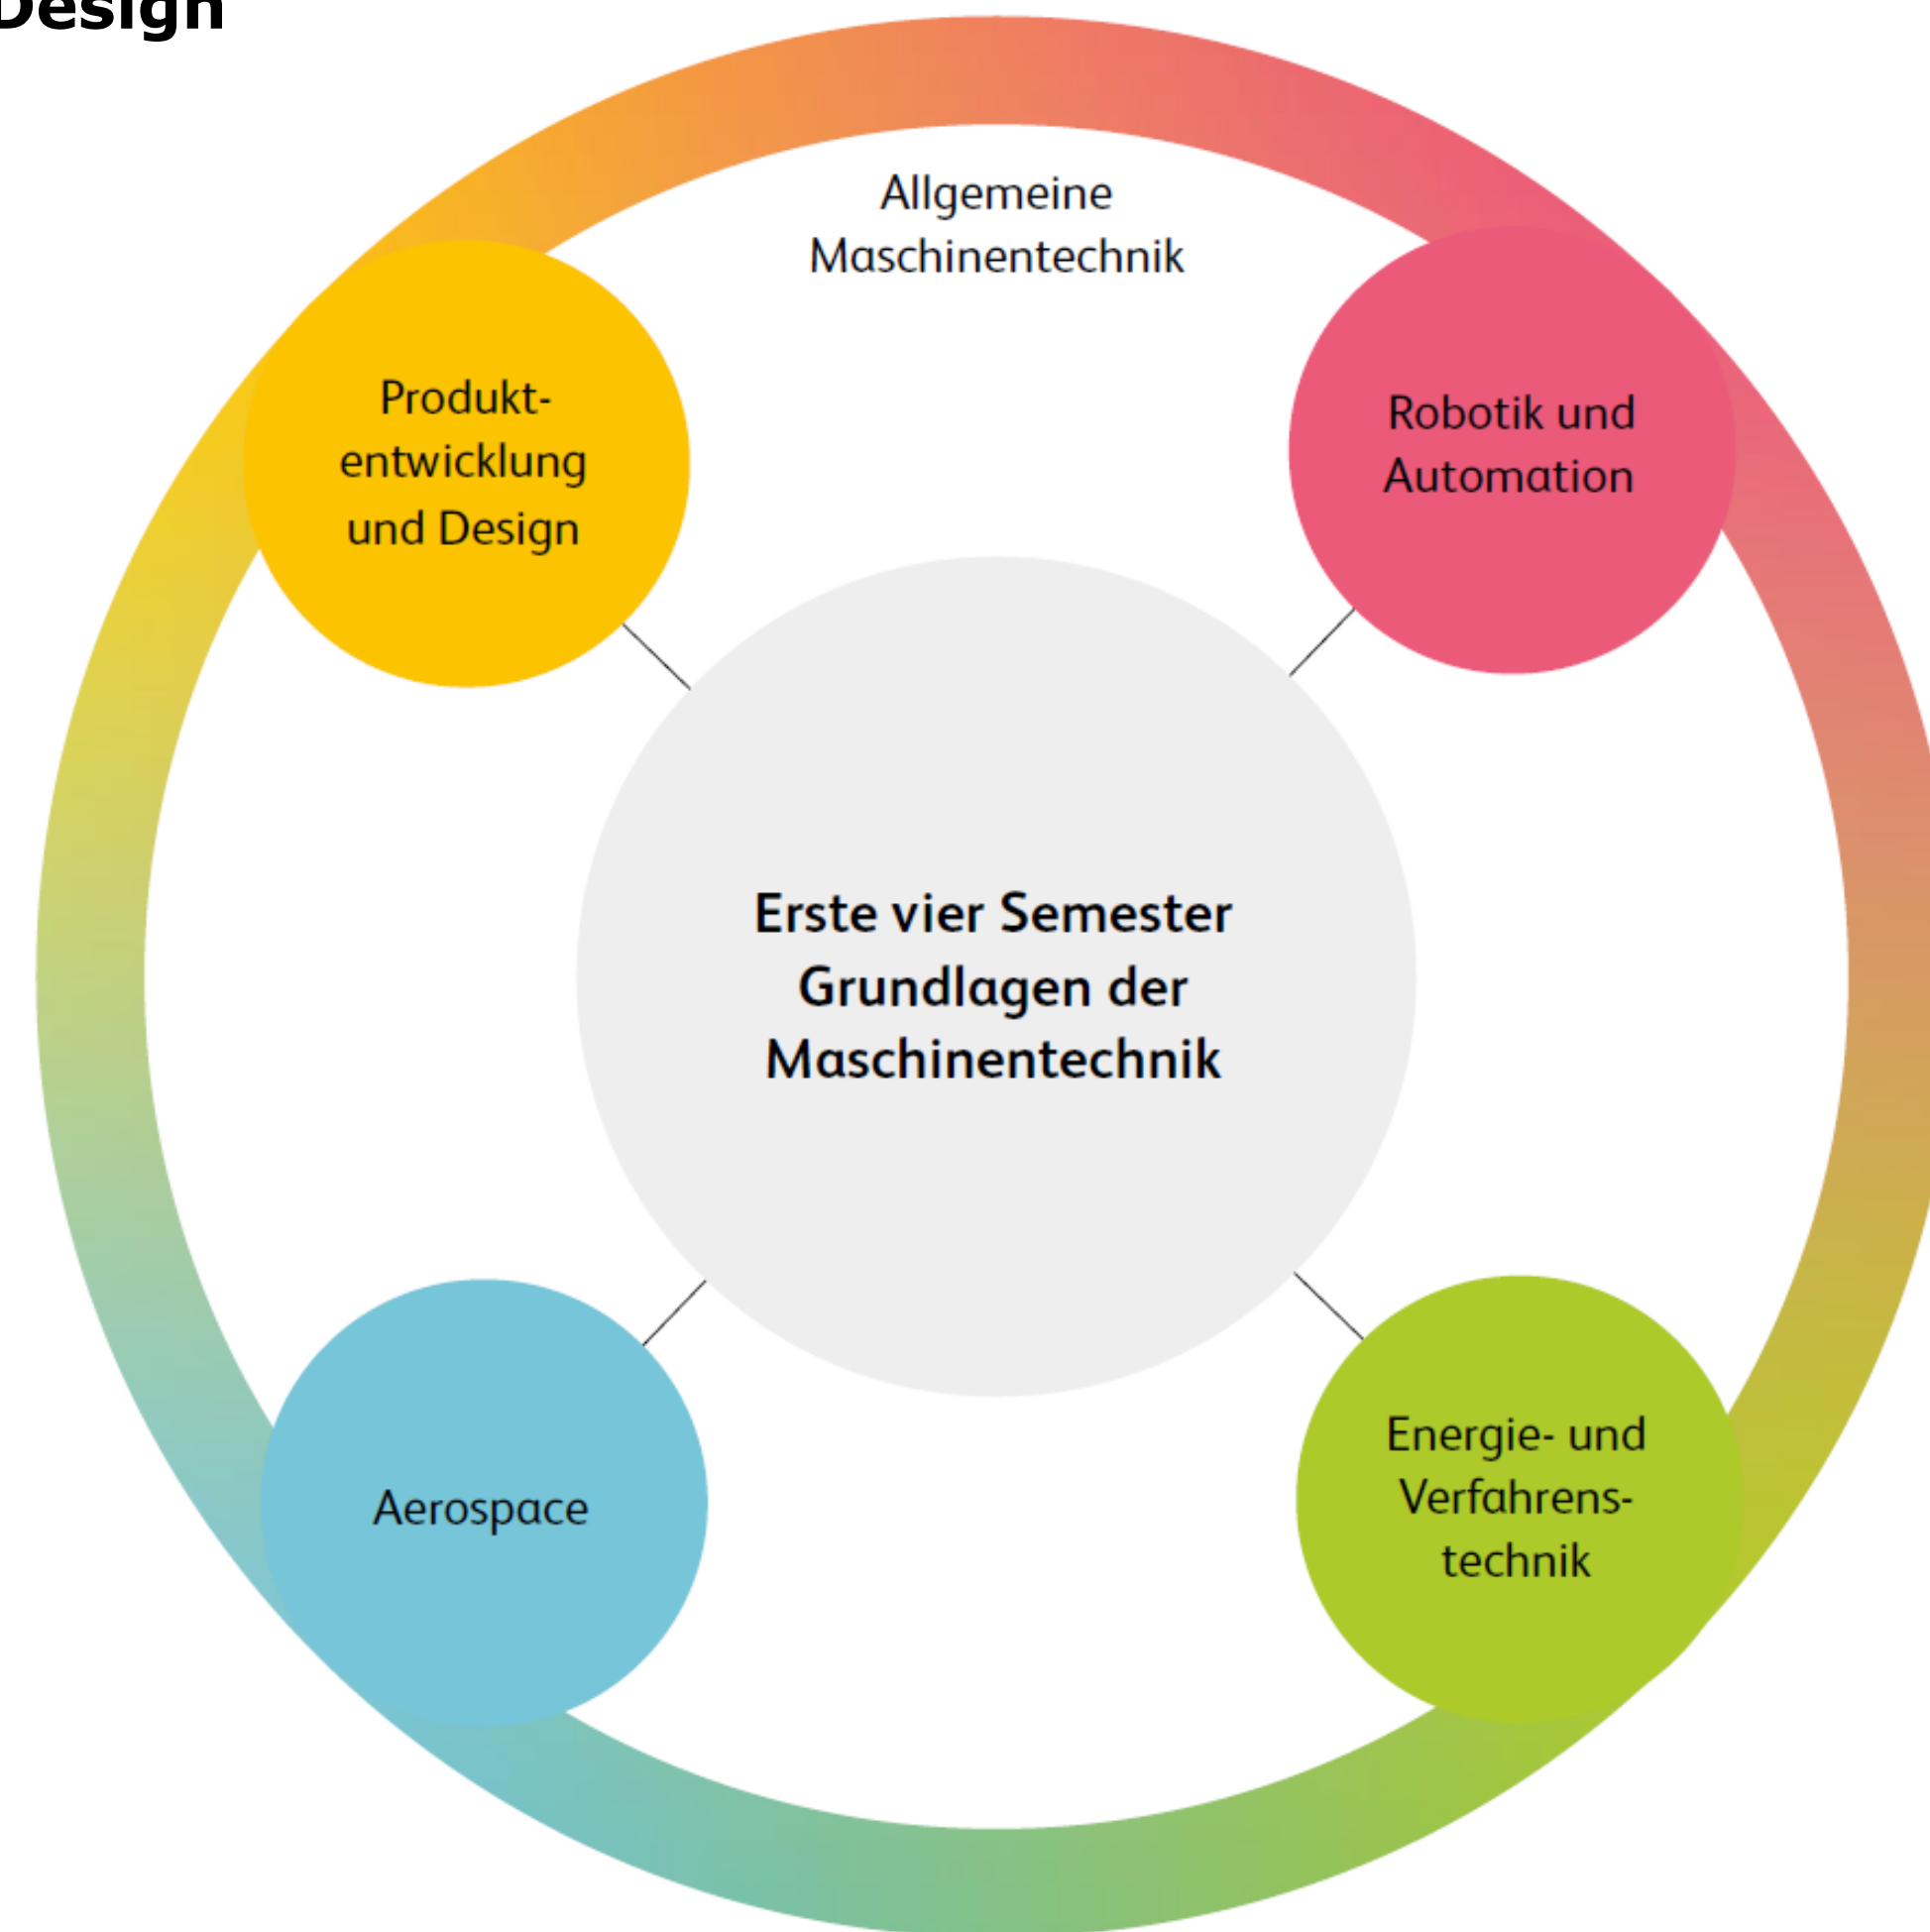 Design
Allgemeine
Maschinentechnik
Produkt-
entwicklung
und Design
Robotik und
Automation
Erste vier Semester
Grundlagen der
Maschinentechnik
Aerospace
Energie- und
Verfahrens-
technik